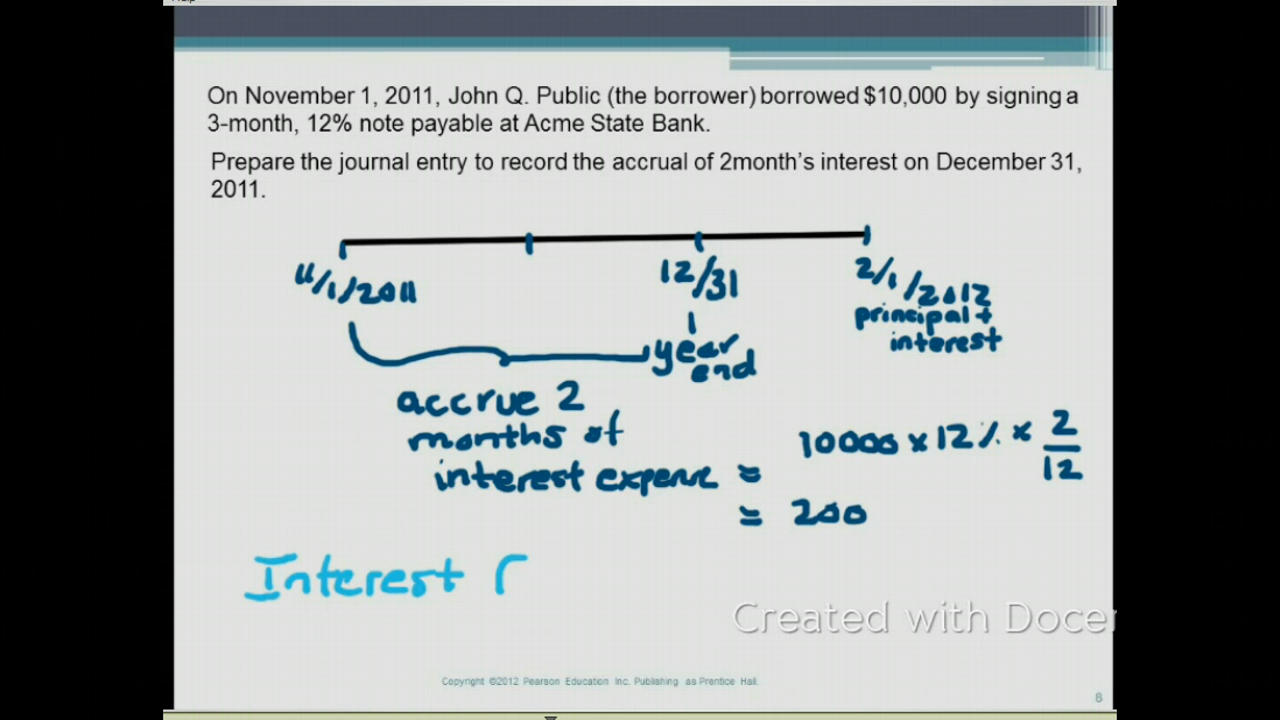 On November 1, 2011, John Q. Public (the borrower) borrowed $10,000 by signing a
3-month, 12% note payable at Acme State Bank.
Prepare the journal entry to record the accrual of 2month's interest on December 31,
2011.
11/1/2011
12/31
2/1/2012
principal +
interest
year
end
accrue 2
months of
interest expense =
10000 x 12% x 2/12
= 200
Interest
Created with Docer
Copyright ©2012 Pearson Education Inc. Publishing as Prentice Hall.
8